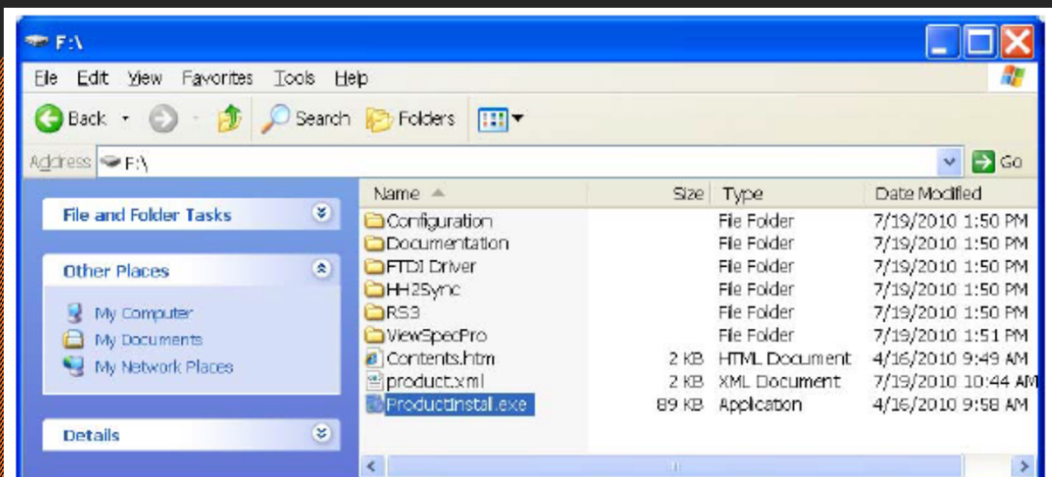 F:\
File Edit View Favorites Tools Help
Back Search Folders
Address F:\ Go
Name Size Type Date Modified
File and Folder Tasks
Configuration File Folder 7/19/2010 1:50 PM
Documentation File Folder 7/19/2010 1:50 PM
Other Places
FTDI Driver File Folder 7/19/2010 1:50 PM
HH2Sync File Folder 7/19/2010 1:50 PM
My Computer
RS3 File Folder 7/19/2010 1:50 PM
My Documents
ViewSpecPro File Folder 7/19/2010 1:51 PM
My Network Places
Contents.htm 2 KB HTML Document 4/16/2010 9:49 AM
product.xml 2 KB XML Document 7/19/2010 10:44 AM
ProductInstall.exe 89 KB Application 4/16/2010 9:58 AM
Details